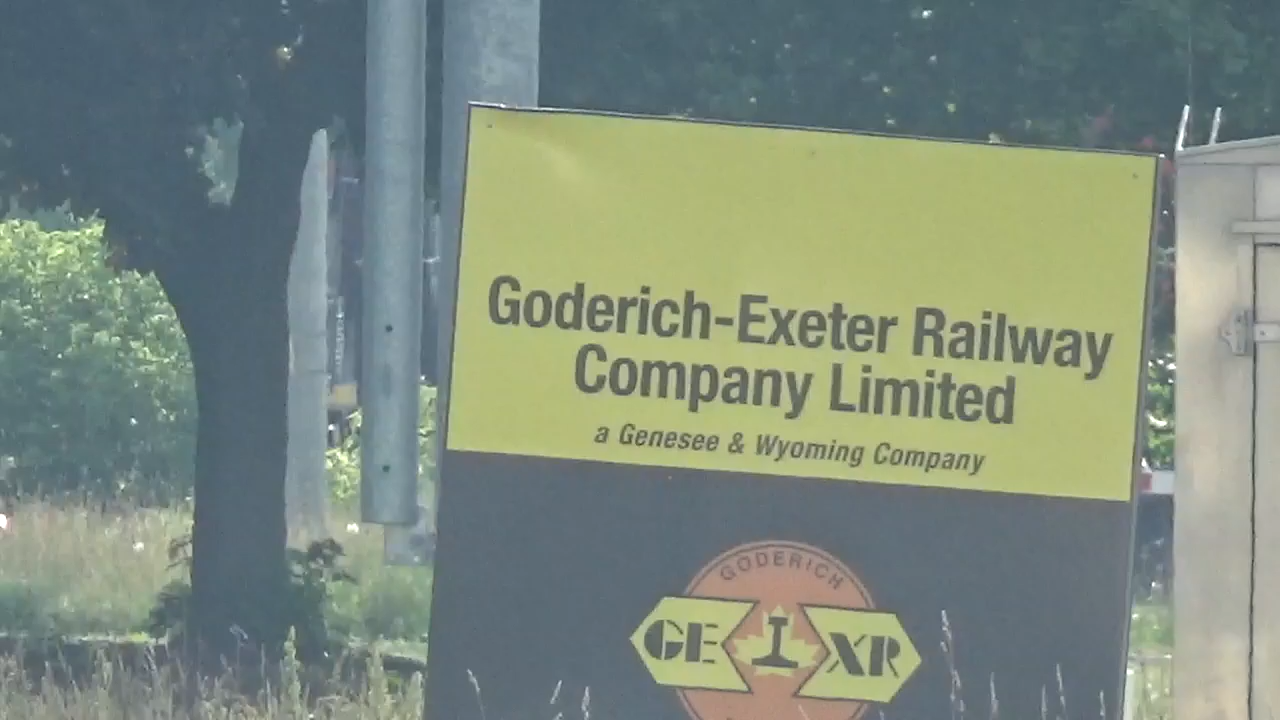 Goderich-Exeter Railway
Company Limited
a Genesee & Wyoming Company
GODERICH
GE XR